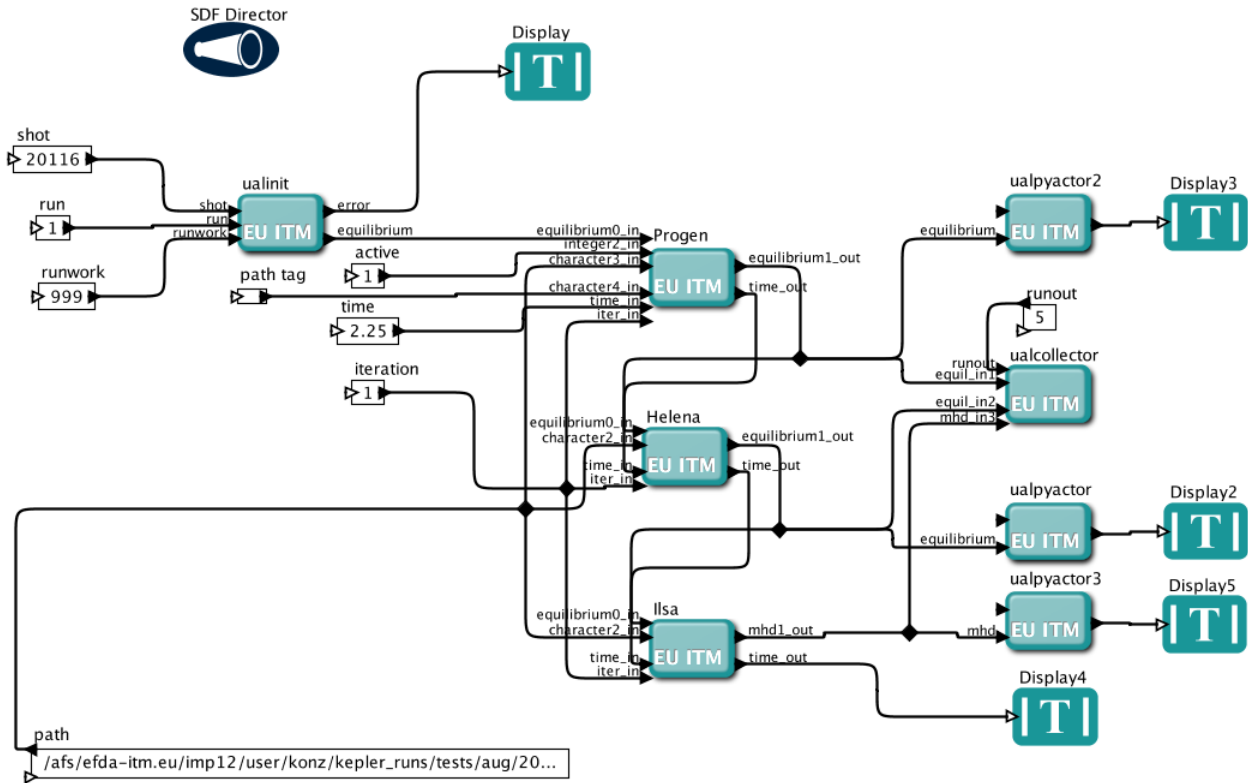 SDF Director
Display
T
shot
20116
ualinit
shot
run
runwork
EU ITM
error
equilibrium
run
1
runwork
999
active
1
path tag
time
2.25
iteration
1
equilibrium0_in
integer2_in
character3_in
character4_in
time_in
iter_in
Progen
EU ITM
equilibrium1_out
time_out
ualpyactor2
equilibrium
EU ITM
Display3
T
runout
5
ualcollector
runout
equil_in1
equil_in2
mhd_in3
EU ITM
Helena
equilibrium0_in
character2_in
time_in
iter_in
EU ITM
equilibrium1_out
time_out
ualpyactor
equilibrium
EU ITM
Display2
T
ualpyactor3
mhd
EU ITM
Display5
T
Ilsa
equilibrium0_in
character2_in
time_in
iter_in
EU ITM
mhd1_out
time_out
Display4
T
path
/afs/efda-itm.eu/imp12/user/konz/kepler_runs/tests/aug/20...